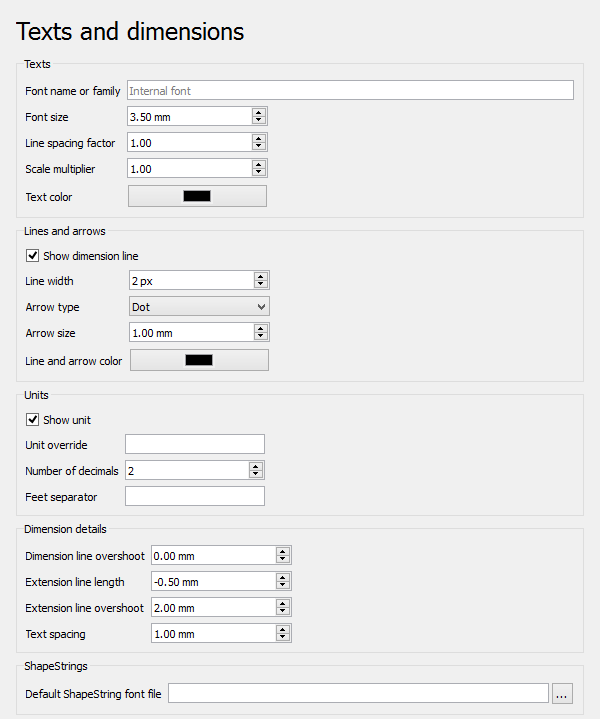 Texts and dimensions
Texts
Font name or family Internal font
Font size 3.50 mm
Line spacing factor 1.00
Scale multiplier 1.00
Text color
Lines and arrows
Show dimension line
Line width 2 px
Arrow type Dot
Arrow size 1.00 mm
Line and arrow color
Units
Show unit
Unit override
Number of decimals 2
Feet separator
Dimension details
Dimension line overshoot 0.00 mm
Extension line length -0.50 mm
Extension line overshoot 2.00 mm
Text spacing 1.00 mm
ShapeStrings
Default ShapeString font file ...